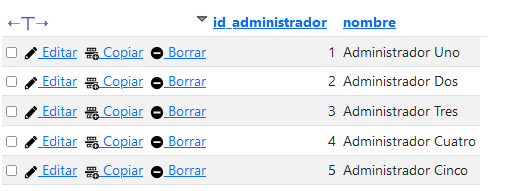 id_administrador nombre
Editar Copiar Borrar 1 Administrador Uno
Editar Copiar Borrar 2 Administrador Dos
Editar Copiar Borrar 3 Administrador Tres
Editar Copiar Borrar 4 Administrador Cuatro
Editar Copiar Borrar 5 Administrador Cinco